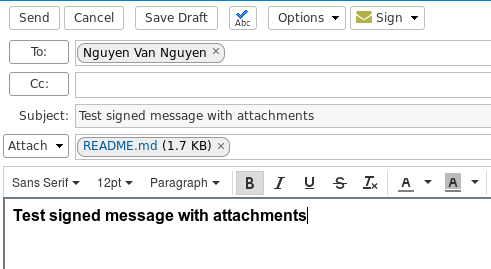 Send Cancel Save Draft Abc Options Sign
To: Nguyen Van Nguyen ×
Cc:
Subject: Test signed message with attachments
Attach README.md (1.7 KB) ×
Sans Serif 12pt Paragraph B I U S Tx A A
Test signed message with attachments